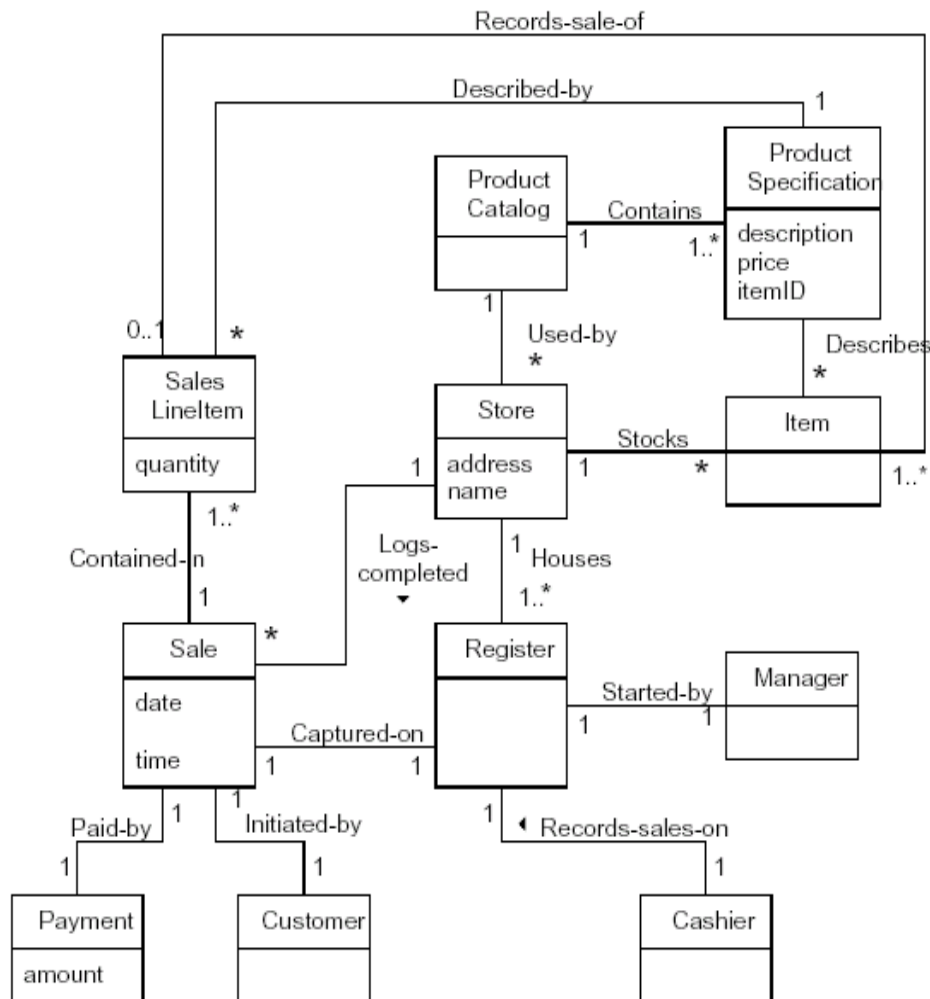 Records-sale-of
Described-by
1
Product
Specification
description
price
itemID
Product
Catalog
Contains
1
1..*
1
Used-by
*
0..1
*
Describes
*
Sales
LineItem
quantity
Store
address
name
Stocks
1
*
Item
1..*
1
1..*
Contained-in
1
Logs-
completed
1
Houses
1..*
Sale
date
time
*
Register
Started-by
1
1
Manager
Captured-on
1
1
Paid-by
1
1
Initiated-by
1
1
1
Records-sales-on
1
Payment
amount
Customer
Cashier